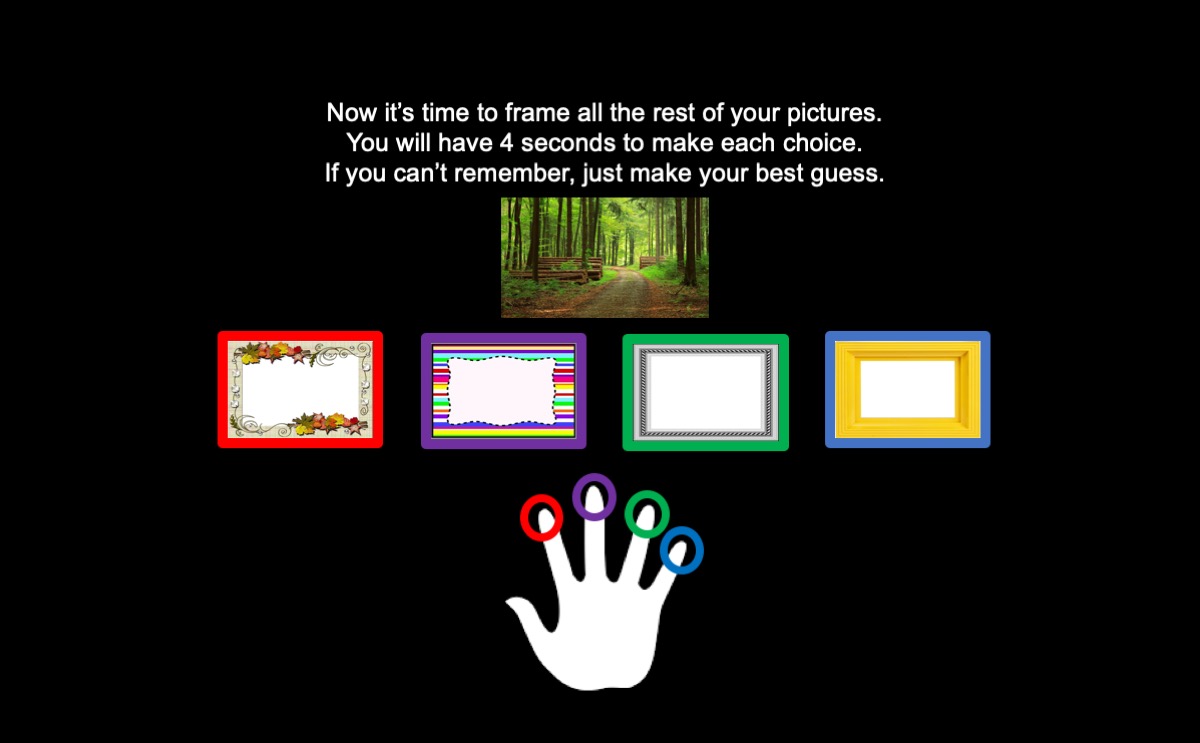 Now it’s time to frame all the rest of your pictures.
You will have 4 seconds to make each choice.
If you can’t remember, just make your best guess.